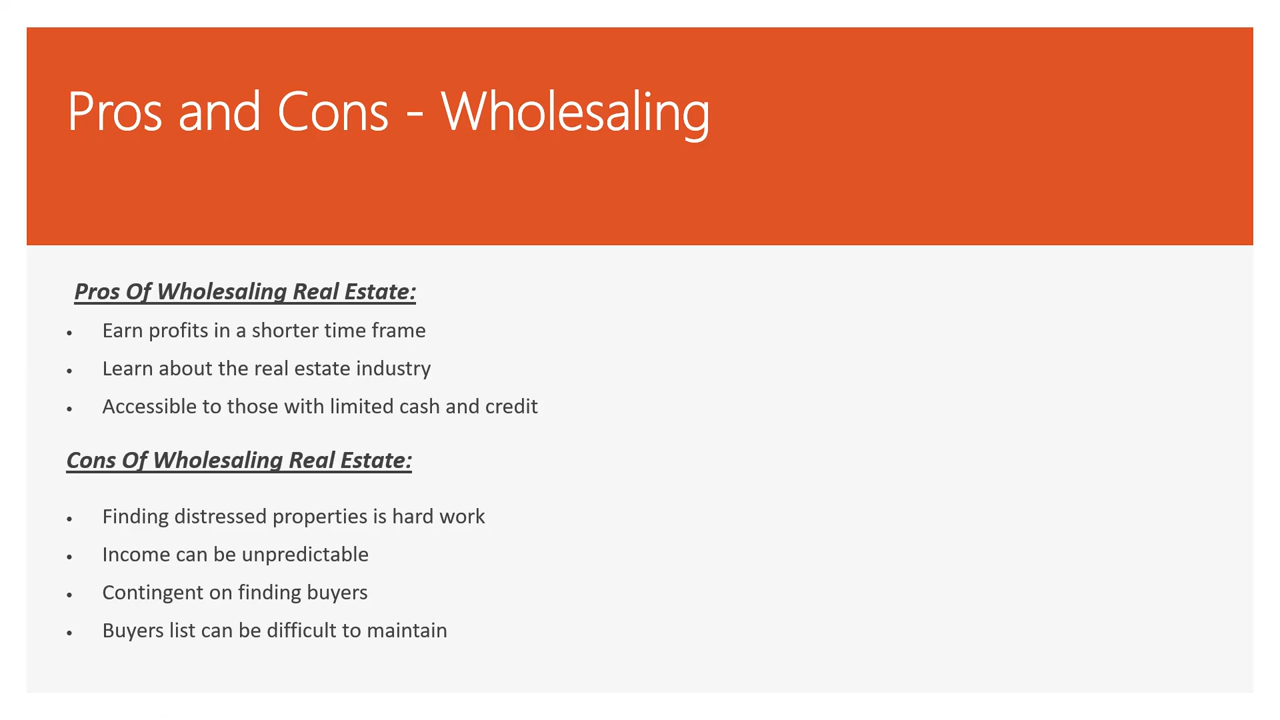 Pros and Cons - Wholesaling
Pros Of Wholesaling Real Estate:
• Earn profits in a shorter time frame
• Learn about the real estate industry
• Accessible to those with limited cash and credit
Cons Of Wholesaling Real Estate:
• Finding distressed properties is hard work
• Income can be unpredictable
• Contingent on finding buyers
• Buyers list can be difficult to maintain